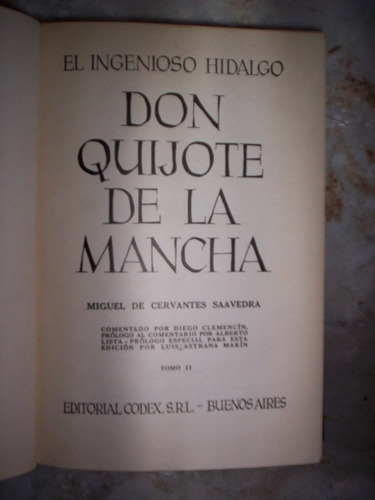 EL INGENIOSO HIDALGO
DON
QUIJOTE
DE LA
MANCHA
MIGUEL DE CERVANTES SAAVEDRA
COMENTADO POR DIEGO CLEMENCÍN,
PRÓLOGO AL COMENTARIO POR ALBERTO
LISTA Y PRÓLOGO ESPECIAL PARA ESTA
EDICIÓN POR LUIS ASTRANA MARÍN
TOMO II
EDITORIAL CODEX, S.R.L. - BUENOS AIRES